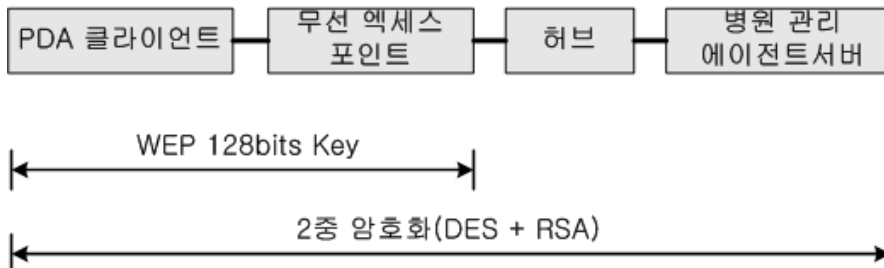 PDA 클라이언트
무선 엑세스
포인트
허브
병원 관리
에이전트서버
WEP 128bits Key
2중 암호화(DES + RSA)